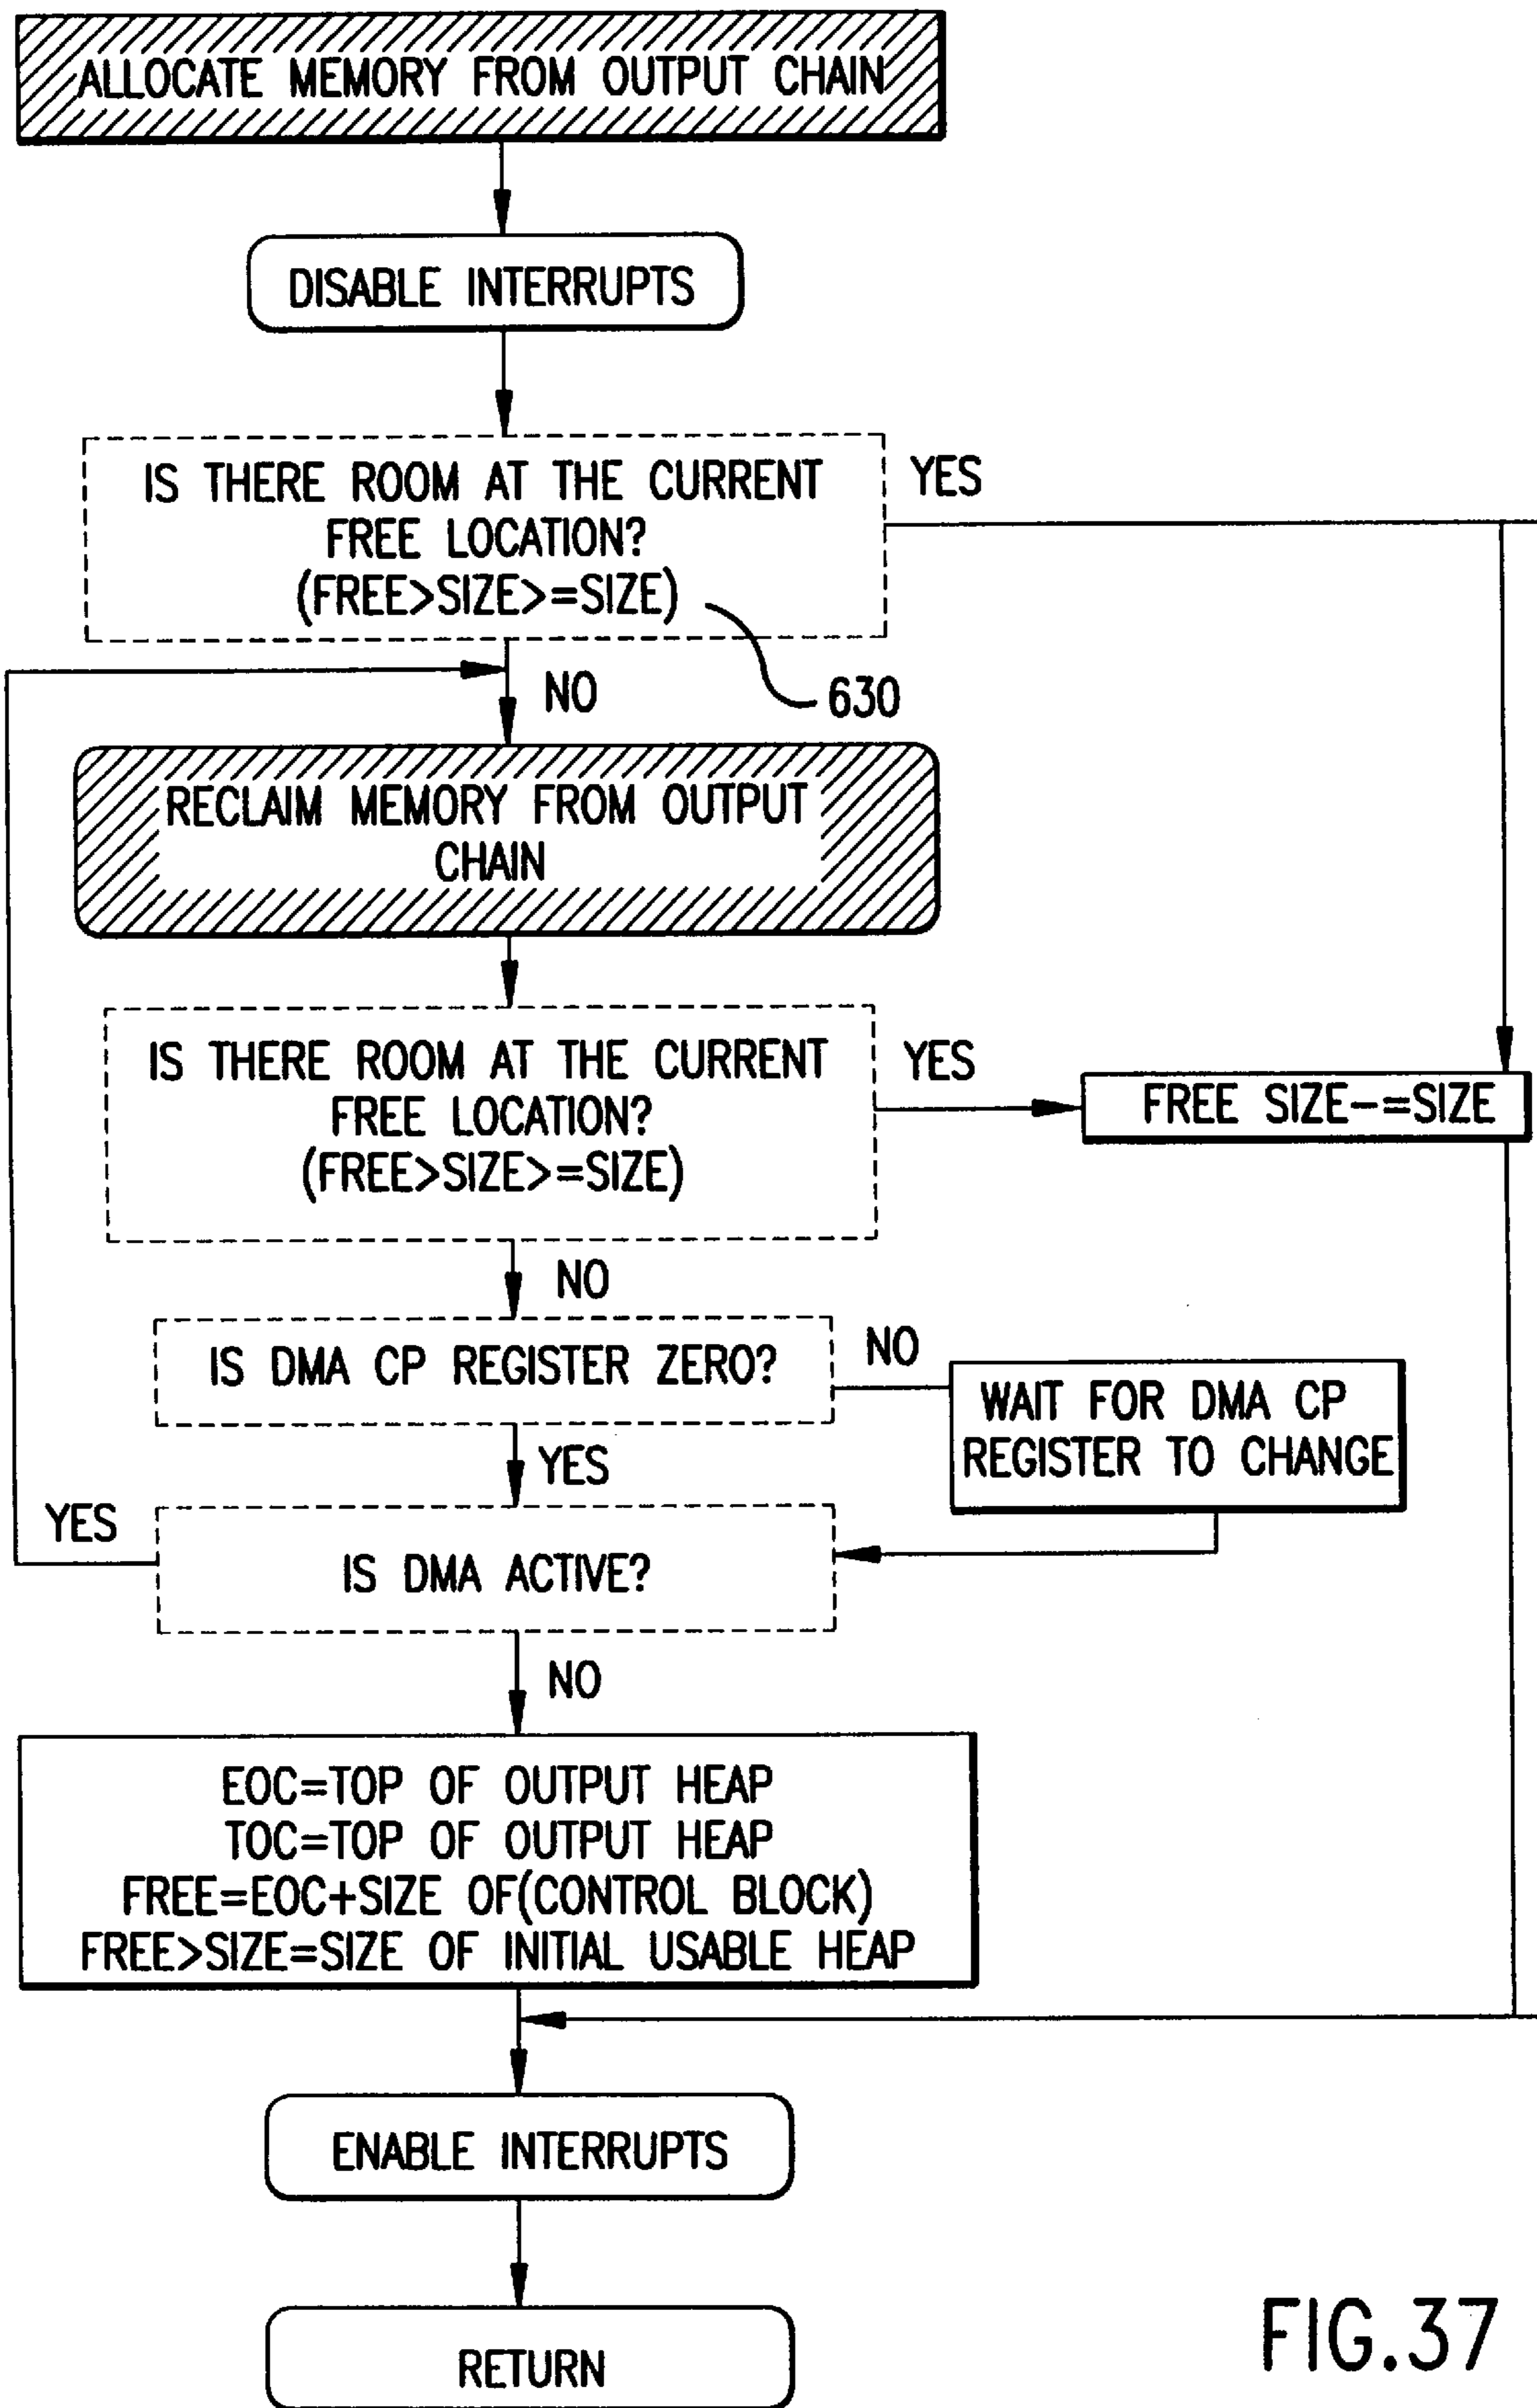 ALLOCATE MEMORY FROM OUTPUT CHAIN
DISABLE INTERRUPTS
IS THERE ROOM AT THE CURRENT
FREE LOCATION?
(FREE>SIZE>=SIZE)
YES
630
NO
RECLAIM MEMORY FROM OUTPUT
CHAIN
IS THERE ROOM AT THE CURRENT
FREE LOCATION?
(FREE>SIZE>=SIZE)
YES
FREE SIZE-=SIZE
NO
IS DMA CP REGISTER ZERO?
NO
WAIT FOR DMA CP
REGISTER TO CHANGE
YES
YES
IS DMA ACTIVE?
NO
EOC=TOP OF OUTPUT HEAP
TOC=TOP OF OUTPUT HEAP
FREE=EOC+SIZE OF(CONTROL BLOCK)
FREE>SIZE=SIZE OF INITIAL USABLE HEAP
ENABLE INTERRUPTS
RETURN
FIG.37